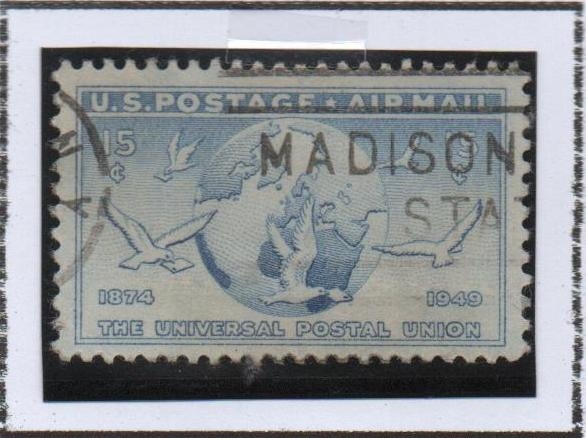 U.S. POSTAGE ★ AIR MAIL
15¢
MADISON
STA
1874 1949
THE UNIVERSAL POSTAL UNION